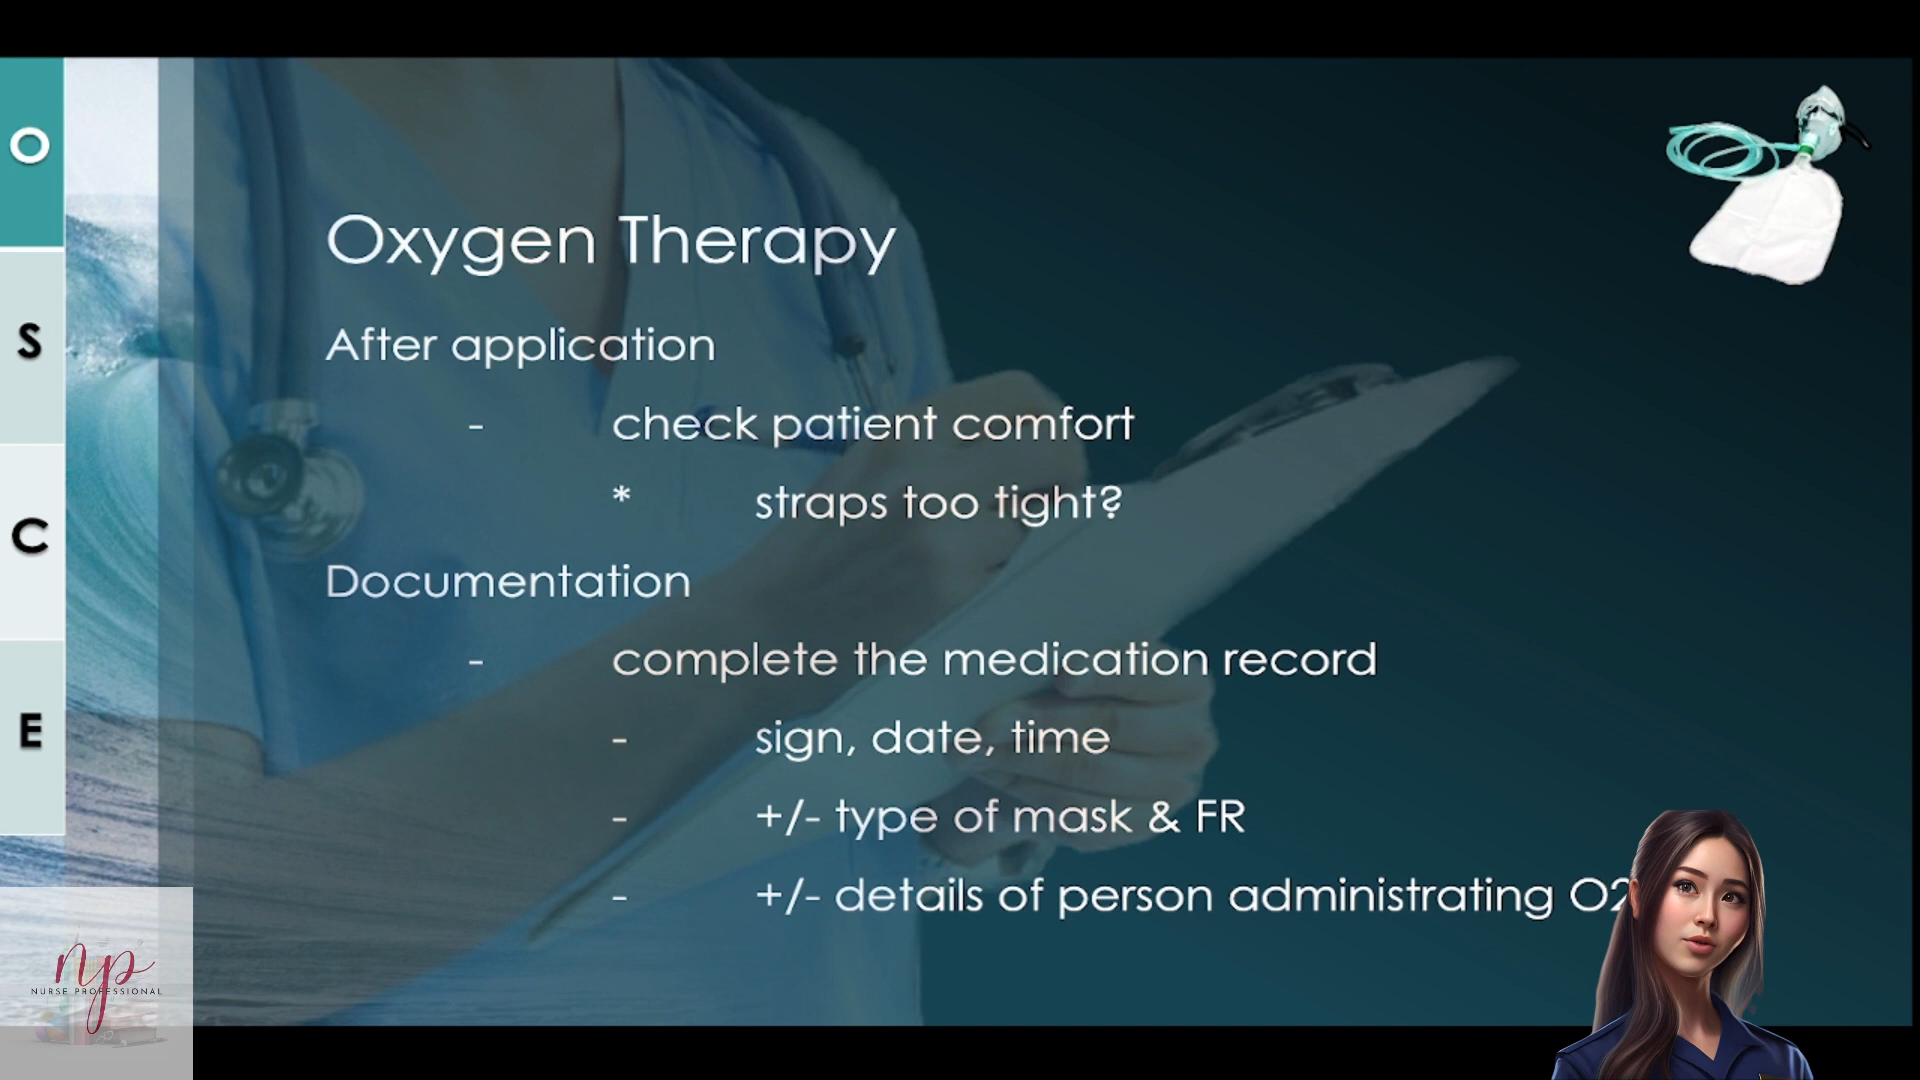 O
S
C
E
Oxygen Therapy
After application
- check patient comfort
* straps too tight?
Documentation
- complete the medication record
- sign, date, time
- +/- type of mask & FR
- +/- details of person administrating O2
np
NURSE PROFESSIONAL